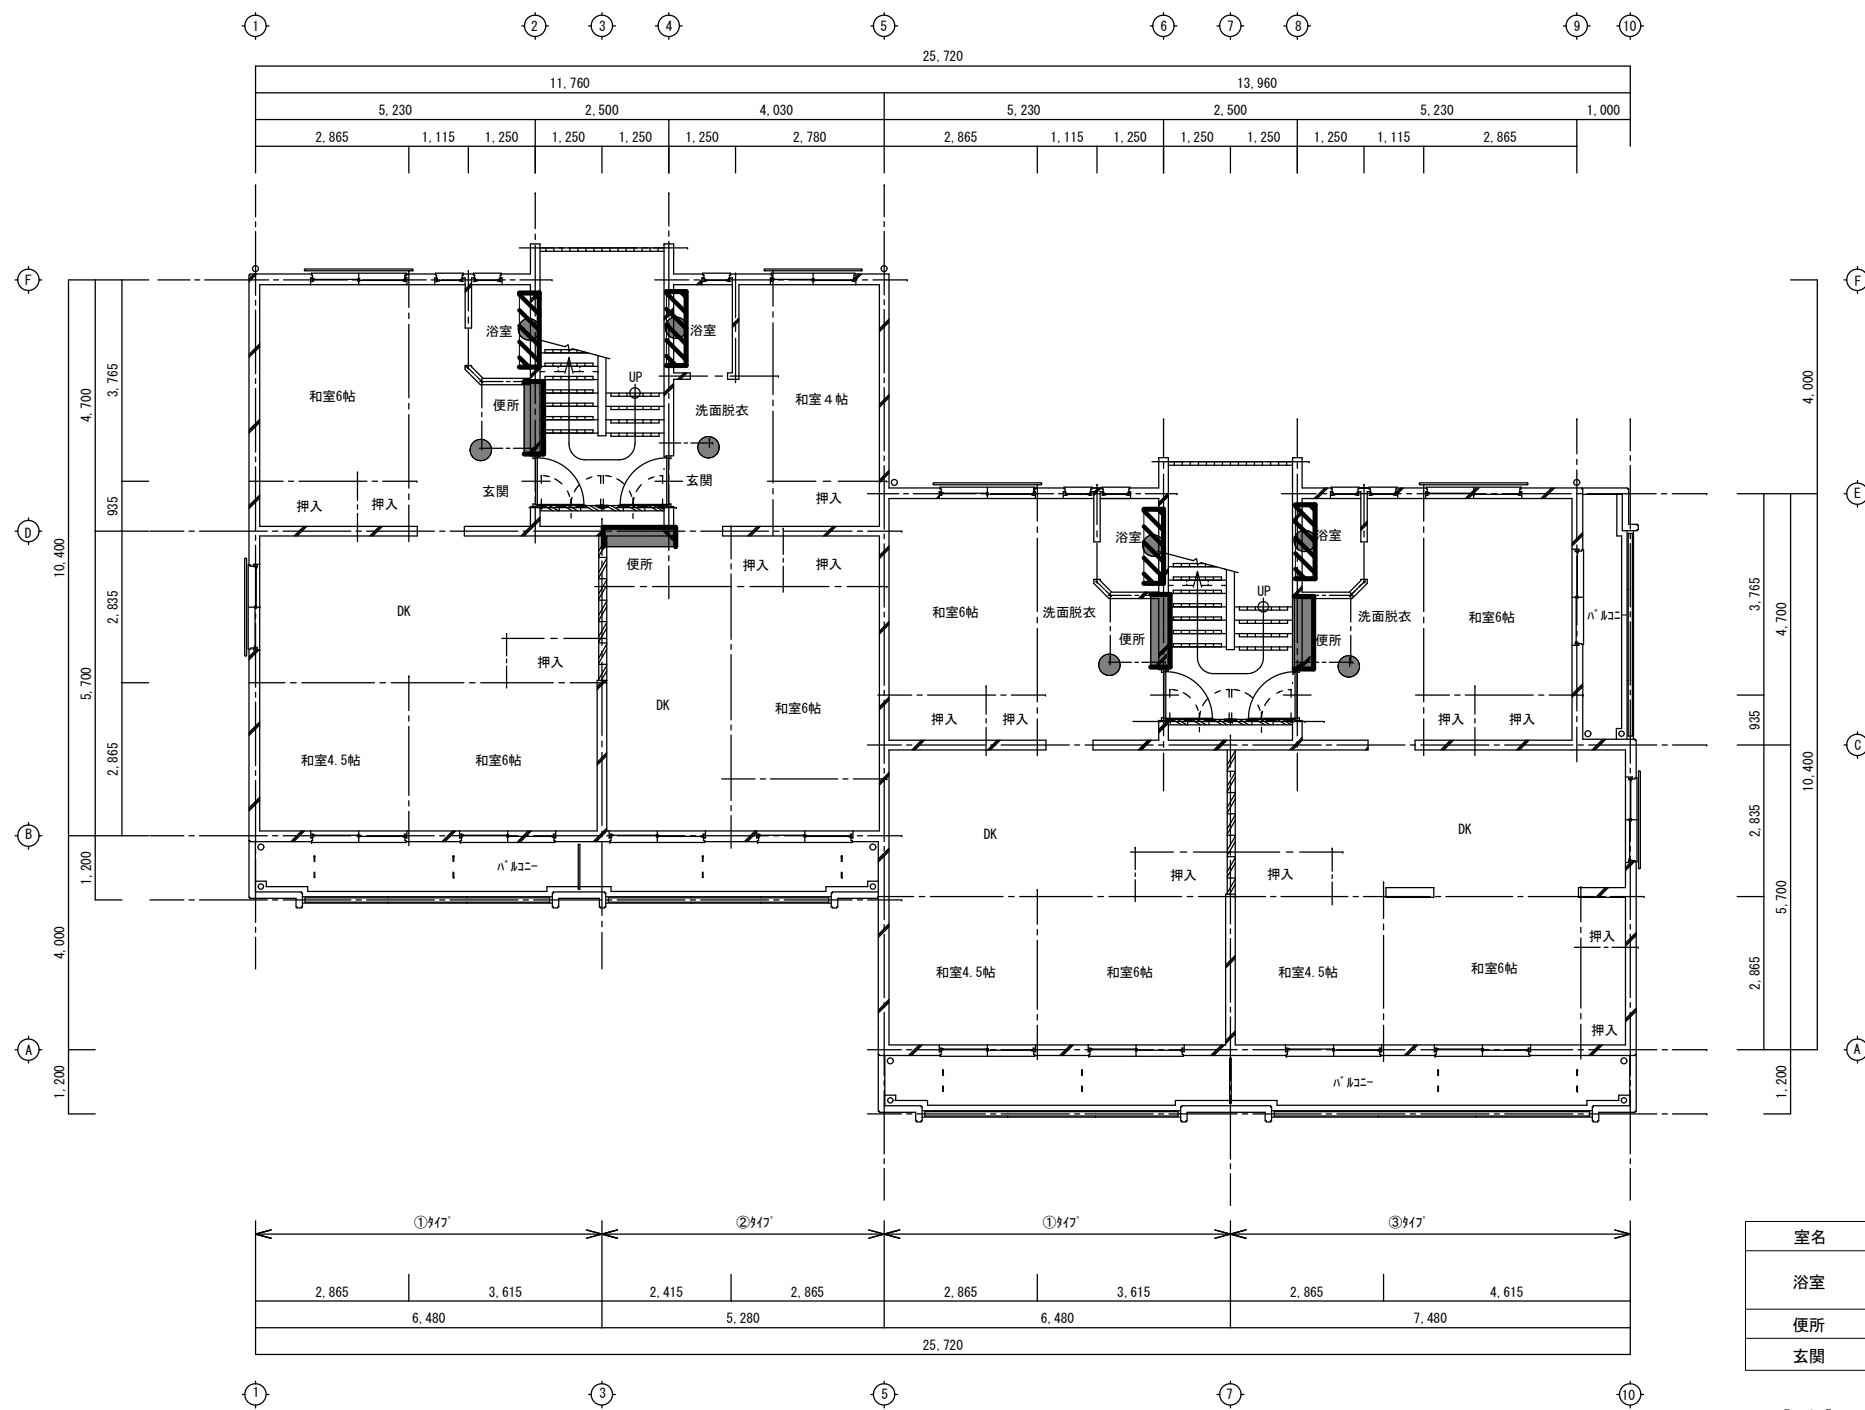 1 2 3 4 5 6 7 8 9 10
25,720
11,760 13,960
5,230 2,500 4,030 5,230 2,500 5,230 1,000
2,865 1,115 1,250 1,250 1,250 1,250 2,780 2,865 1,115 1,250 1,250 1,250 1,250 1,115 2,865
F F
浴室 浴室
3,765
4,700
4,000
UP
和室6帖 便所 洗面脱衣 和室4帖
玄関 玄関
押入 押入 押入
935
E
D
浴室 浴室
10,400
便所 押入 押入
2,835
DK
UP
和室6帖 洗面脱衣 洗面脱衣 和室6帖 バルコニー
3,765
4,700
便所 便所
押入
5,700
DK 和室6帖
押入 押入 押入 押入
935
C
2,865
和室4.5帖 和室6帖
10,400
B
DK DK
2,835
バルコニー
1,200
押入 押入
5,700
4,000
押入
和室4.5帖 和室6帖 和室4.5帖 和室6帖
2,865
押入
A A
バルコニー
1,200 1,200
①タイプ ②タイプ ①タイプ ③タイプ
2,865 3,615 2,415 2,865 2,865 3,615 2,865 4,615
6,480 5,280 6,480 7,480
25,720
1 3 5 7 10
室名
浴室
便所
玄関